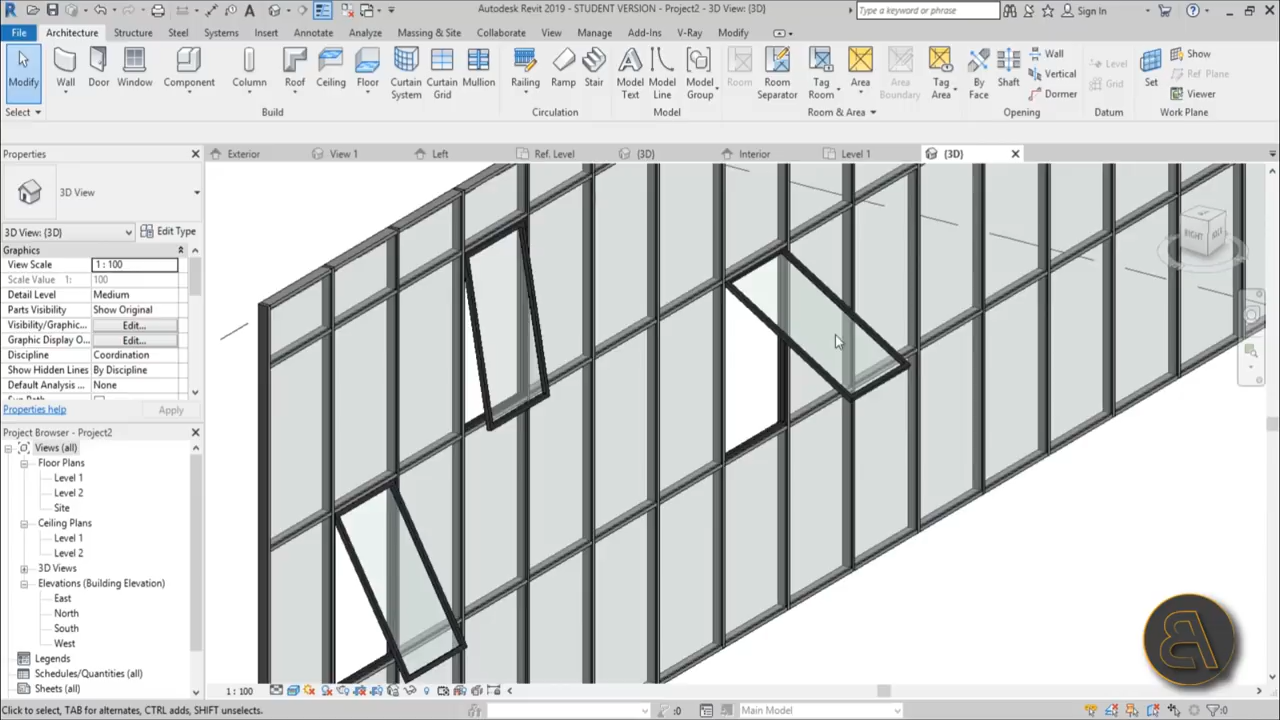 Autodesk Revit 2019 - STUDENT VERSION - Project2 - 3D View: {3D}
Type a keyword or phrase
Sign In
File Architecture Structure Steel Systems Insert Annotate Analyze Massing & Site Collaborate View Manage Add-Ins V-Ray Modify
Modify Wall Door Window Component Column Roof Ceiling Floor Curtain System Curtain Grid Mullion Railing Ramp Stair Model Text Model Line Model Group Room Room Separator Tag Room Area Area Boundary Tag Area By Face Shaft Wall Vertical Dormer Level Grid Set Show Ref Plane Viewer
Select Build Circulation Model Room & Area Opening Datum Work Plane
Properties
Exterior View 1 Left Ref. Level {3D} Interior Level 1 {3D}
3D View
3D View: {3D} Edit Type
Graphics
View Scale 1 : 100
Scale Value 1: 100
Detail Level Medium
Parts Visibility Show Original
Visibility/Graphic... Edit...
Graphic Display O... Edit...
Discipline Coordination
Show Hidden Lines By Discipline
Default Analysis ... None
Properties help Apply
Project Browser - Project2
Views (all)
Floor Plans
Level 1
Level 2
Site
Ceiling Plans
Level 1
Level 2
3D Views
Elevations (Building Elevation)
East
North
South
West
Legends
Schedules/Quantities (all)
Sheets (all)
RIGHT
1 : 100
Click to select, TAB for alternates, CTRL adds, SHIFT unselects.
:0
Main Model
:0